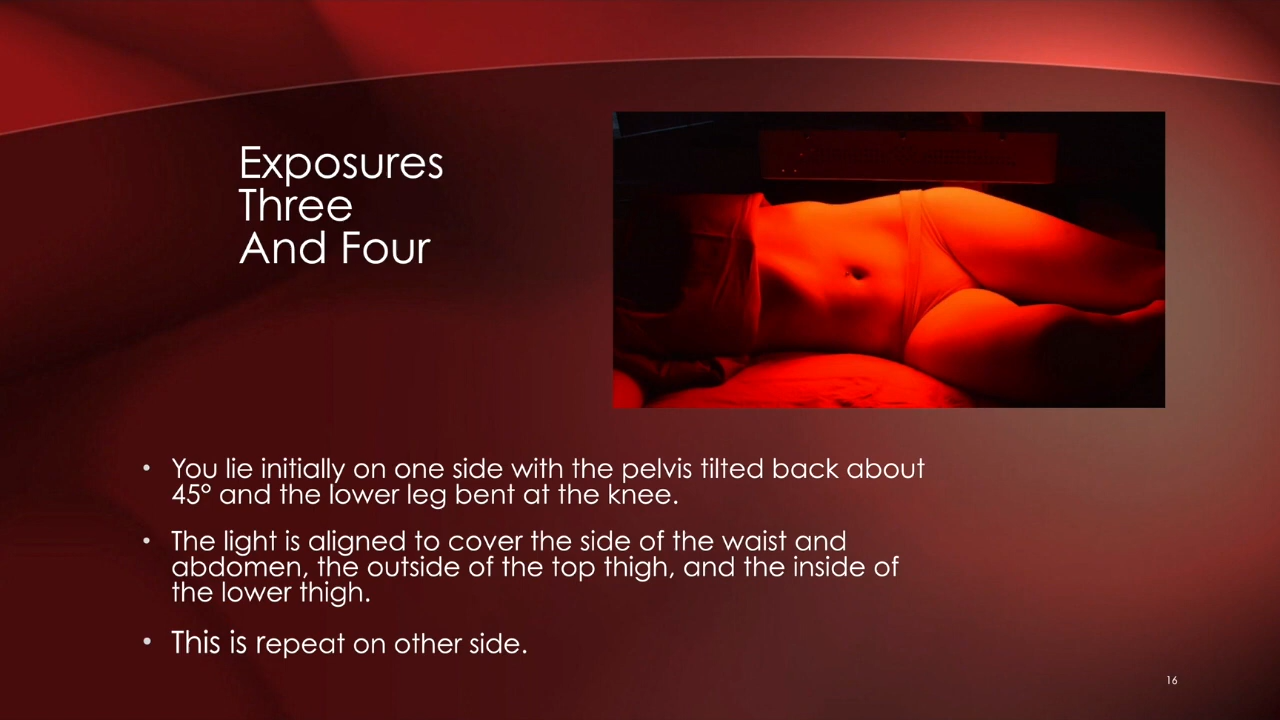 Exposures
Three
And Four
• You lie initially on one side with the pelvis tilted back about
45° and the lower leg bent at the knee.
• The light is aligned to cover the side of the waist and
abdomen, the outside of the top thigh, and the inside of
the lower thigh.
• This is repeat on other side.
16